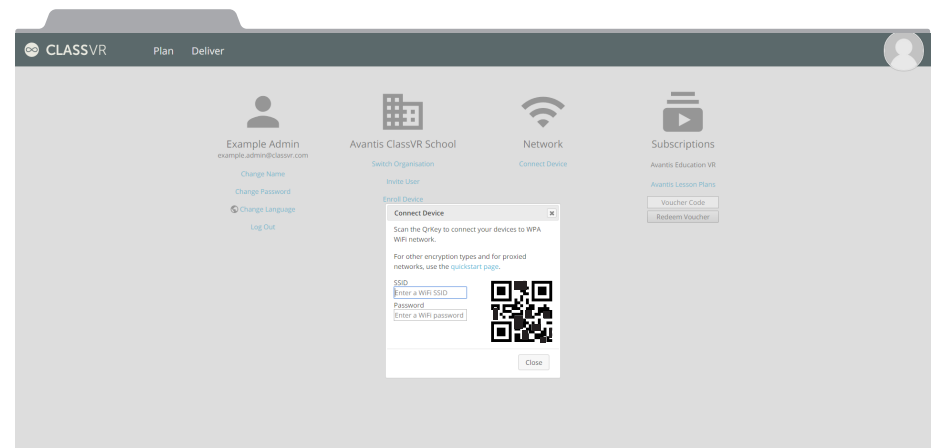 CLASSVR Plan Deliver
Example Admin
example.admin@classvr.com
Change Name
Change Password
Change Language
Log Out
Avantis ClassVR School
Switch Organisation
Invite User
Enroll Device
Network
Connect Device
Subscriptions
Avantis Education VR
Avantis Lesson Plans
Voucher Code
Redeem Voucher
Connect Device
Scan the QrKey to connect your devices to WPA
WiFi network.
For other encryption types and for proxied
networks, use the quickstart page.
SSID
Enter a WiFi SSID
Password
Enter a WiFi password
Close